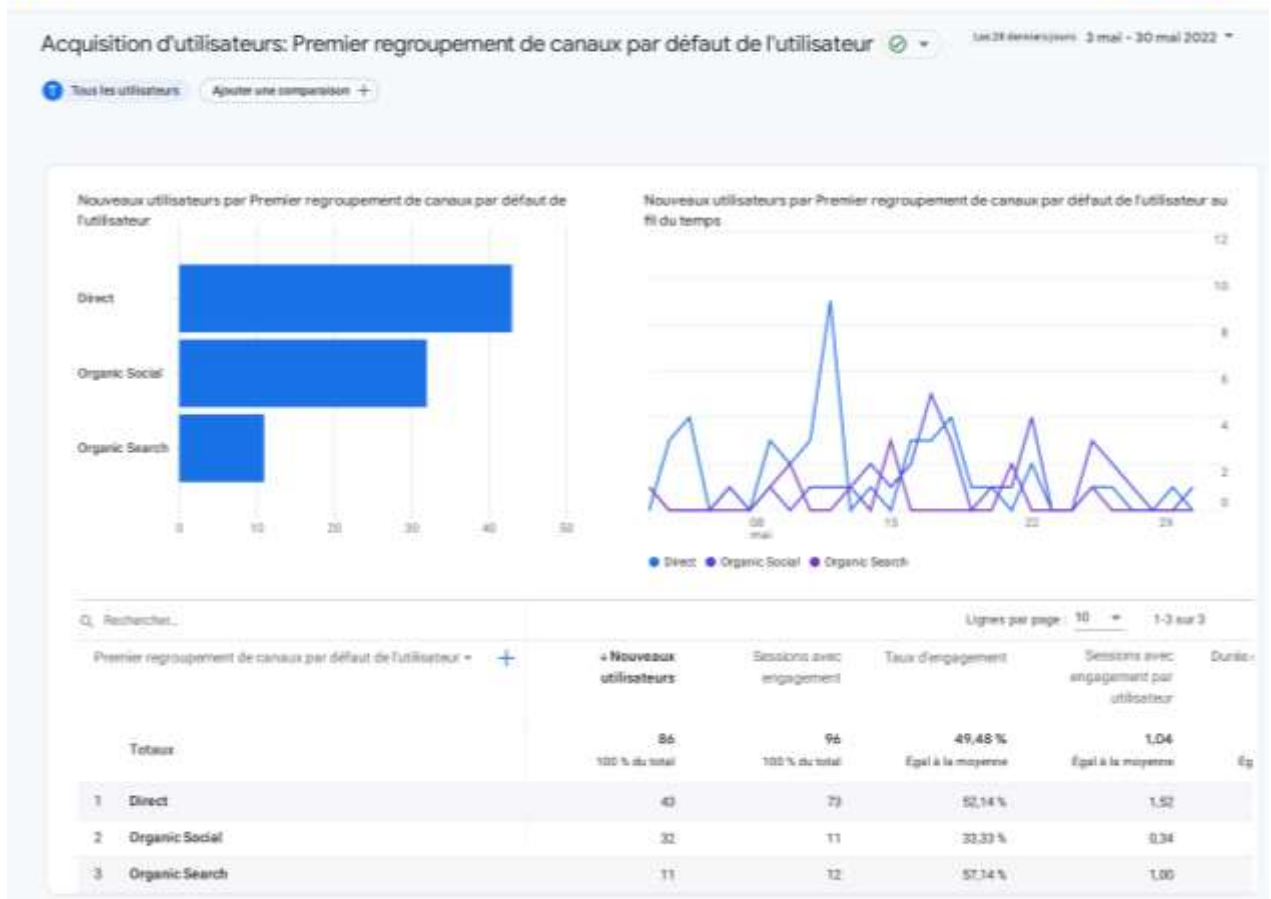 Acquisition d'utilisateurs: Premier regroupement de canaux par défaut de l'utilisateur
Les 28 derniers jours 3 mai - 30 mai 2022
Tous les utilisateurs
Ajouter une comparaison +
Nouveaux utilisateurs par Premier regroupement de canaux par défaut de
l'utilisateur
Direct
Organic Social
Organic Search
0 10 20 30 40 50
Nouveaux utilisateurs par Premier regroupement de canaux par défaut de l'utilisateur au
fil du temps
12
10
8
6
4
2
0
08 15 22 29
mai
Direct Organic Social Organic Search
Rechercher...
Lignes par page : 10 1-3 sur 3
Premier regroupement de canaux par défaut de l'utilisateur +
↓ Nouveaux
utilisateurs
Sessions avec
engagement
Taux d'engagement
Sessions avec
engagement par
utilisateur
Durée
Totaux 86 96 49,48 % 1,04
100 % du total 100 % du total Égal à la moyenne Égal à la moyenne Ég
1 Direct 43 73 52,14 % 1,52
2 Organic Social 32 11 33,33 % 0,34
3 Organic Search 11 12 57,14 % 1,00